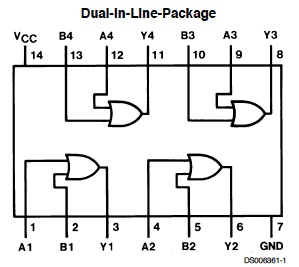 Dual-In-Line-Package
VCC B4 A4 Y4 B3 A3 Y3
14 13 12 11 10 9 8
1 2 3 4 5 6 7
A1 B1 Y1 A2 B2 Y2 GND
DS006361-1